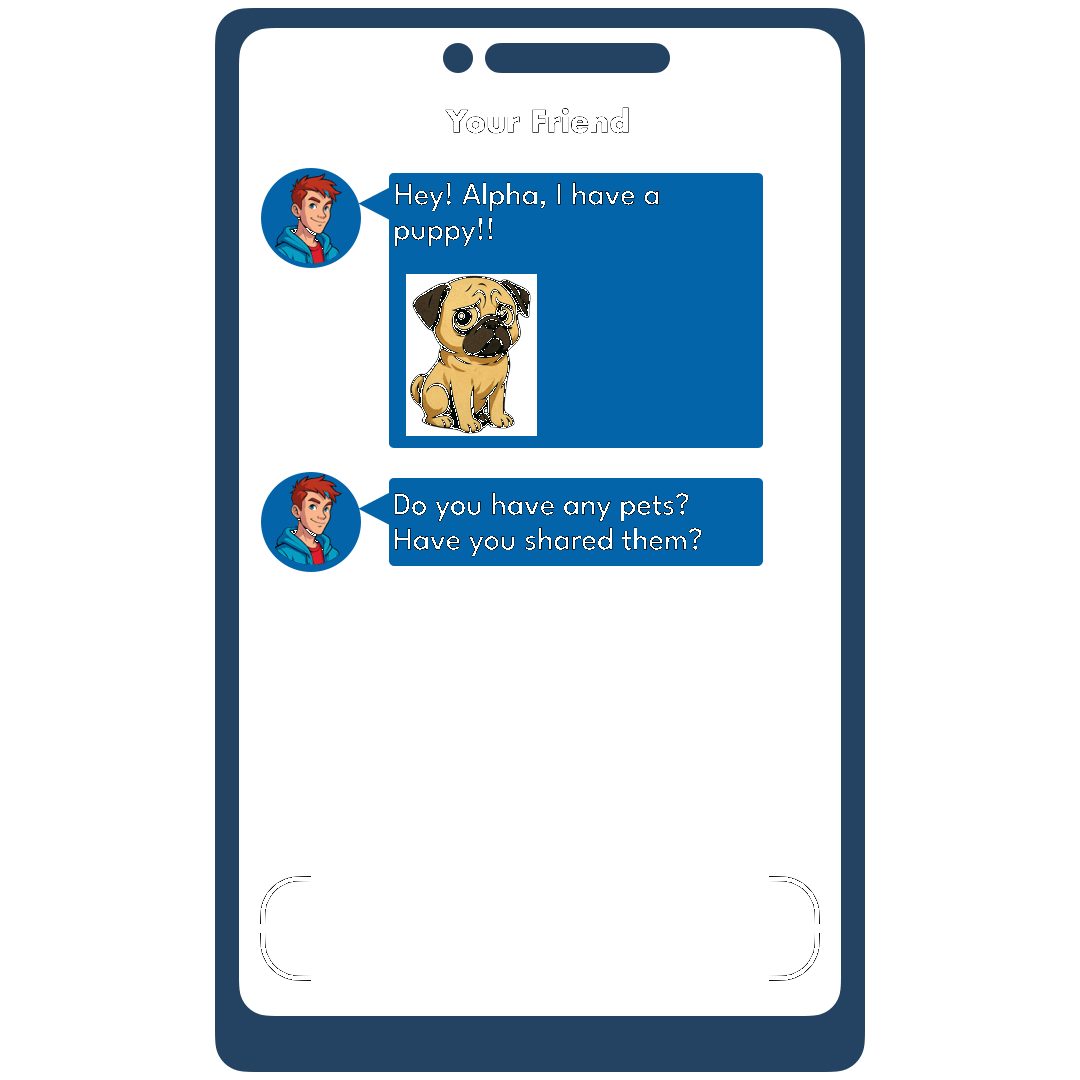 Your Friend
Hey! Alpha, I have a
puppy!!
Do you have any pets?
Have you shared them?